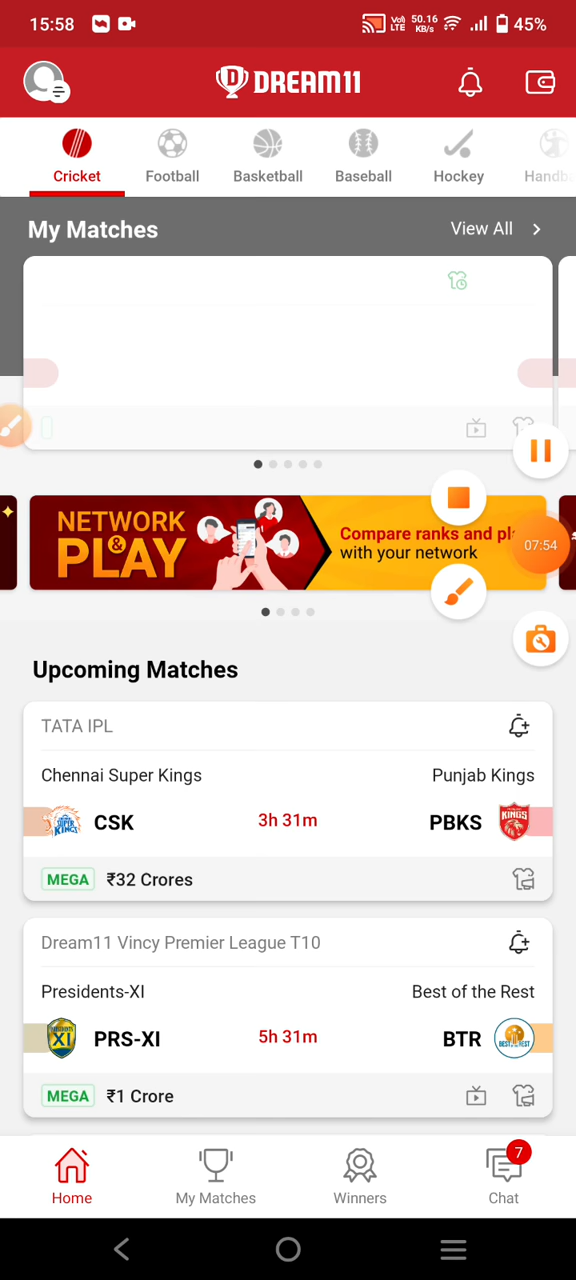 15:58
Vo)) LTE 50.16 KB/s 45%
DREAM11
Cricket Football Basketball Baseball Hockey Handb
My Matches View All
NETWORK
&
PLAY
Compare ranks and pl
with your network
07:54
Upcoming Matches
TATA IPL
Chennai Super Kings Punjab Kings
CSK 3h 31m PBKS
MEGA ₹32 Crores
Dream11 Vincy Premier League T10
Presidents-XI Best of the Rest
PRS-XI 5h 31m BTR
MEGA ₹1 Crore
7
Home My Matches Winners Chat